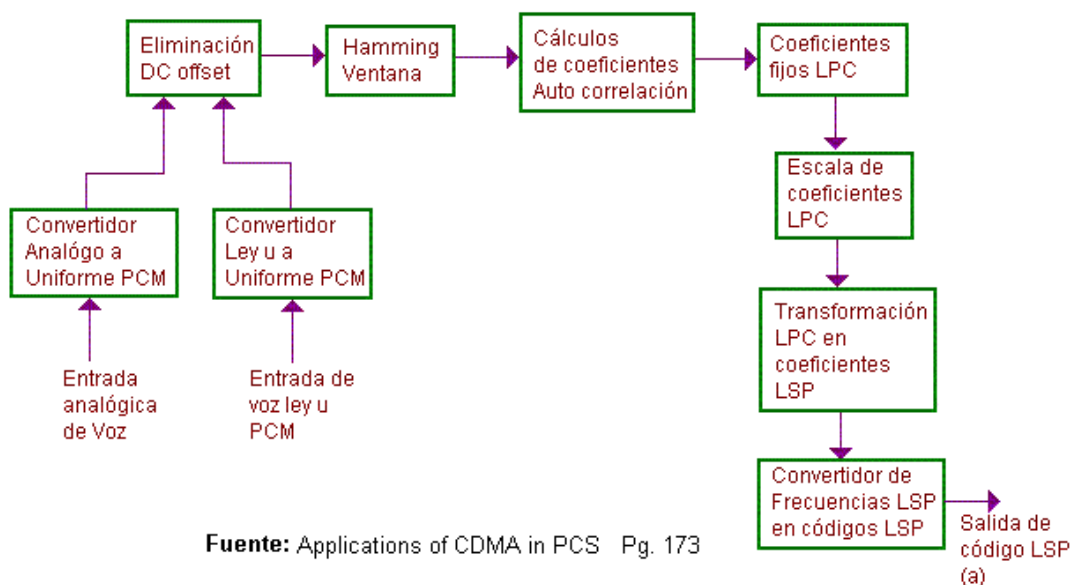 Eliminación
DC offset
Hamming
Ventana
Cálculos
de coeficientes
Auto correlación
Coeficientes
fijos LPC
Escala de
coeficientes
LPC
Convertidor
Analógo a
Uniforme PCM
Convertidor
Ley u a
Uniforme PCM
Transformación
LPC en
coeficientes
LSP
Entrada
analógica
de Voz
Entrada de
voz ley u
PCM
Convertidor de
Frecuencias LSP
en códigos LSP
Salida de
código LSP
(a)
Fuente: Applications of CDMA in PCS Pg. 173